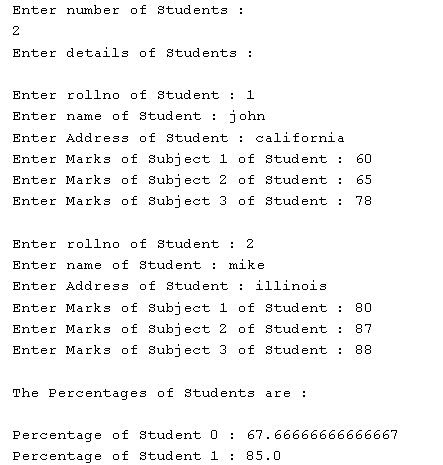 Enter number of Students :
2
Enter details of Students :
Enter rollno of Student : 1
Enter name of Student : john
Enter Address of Student : california
Enter Marks of Subject 1 of Student : 60
Enter Marks of Subject 2 of Student : 65
Enter Marks of Subject 3 of Student : 78
Enter rollno of Student : 2
Enter name of Student : mike
Enter Address of Student : illinois
Enter Marks of Subject 1 of Student : 80
Enter Marks of Subject 2 of Student : 87
Enter Marks of Subject 3 of Student : 88
The Percentages of Students are :
Percentage of Student 0 : 67.66666666666667
Percentage of Student 1 : 85.0